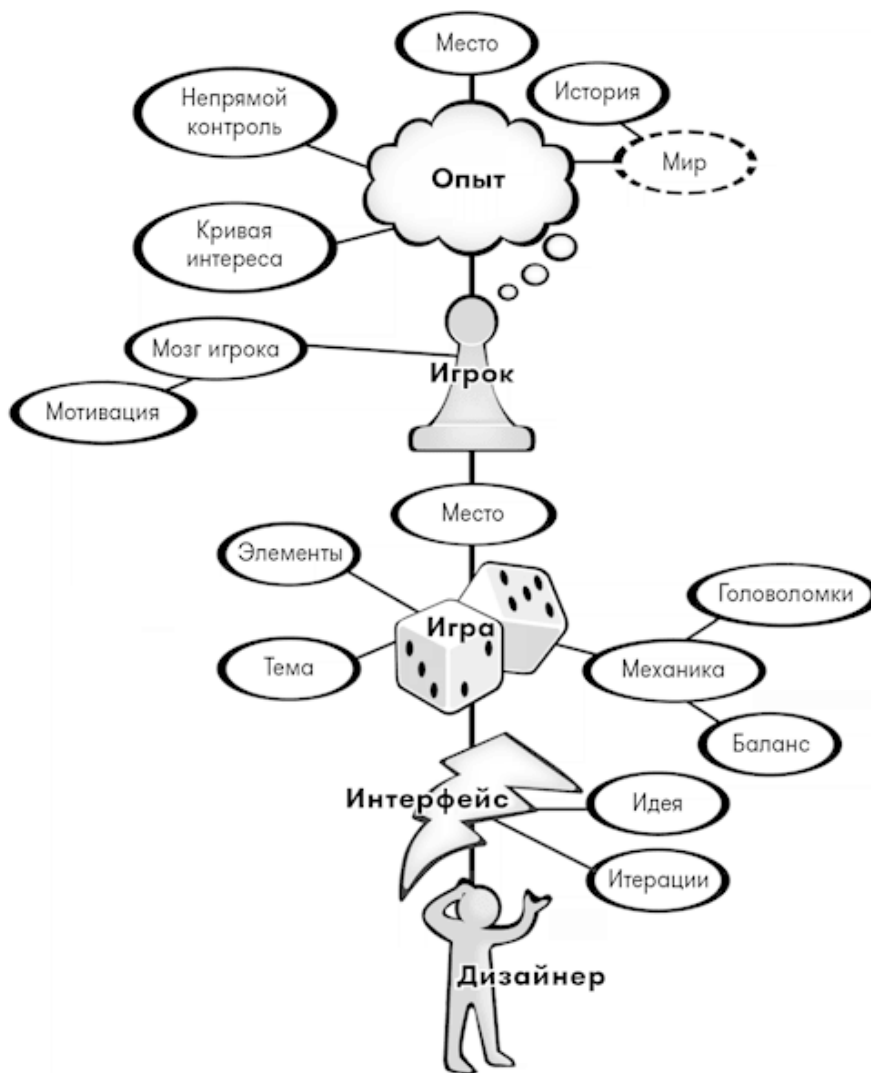 Место
История
Непрямой
контроль
Мир
Опыт
Кривая
интереса
Мозг игрока
Игрок
Мотивация
Место
Элементы
Головоломки
Игра
Тема
Механика
Баланс
Интерфейс
Идея
Итерации
Дизайнер